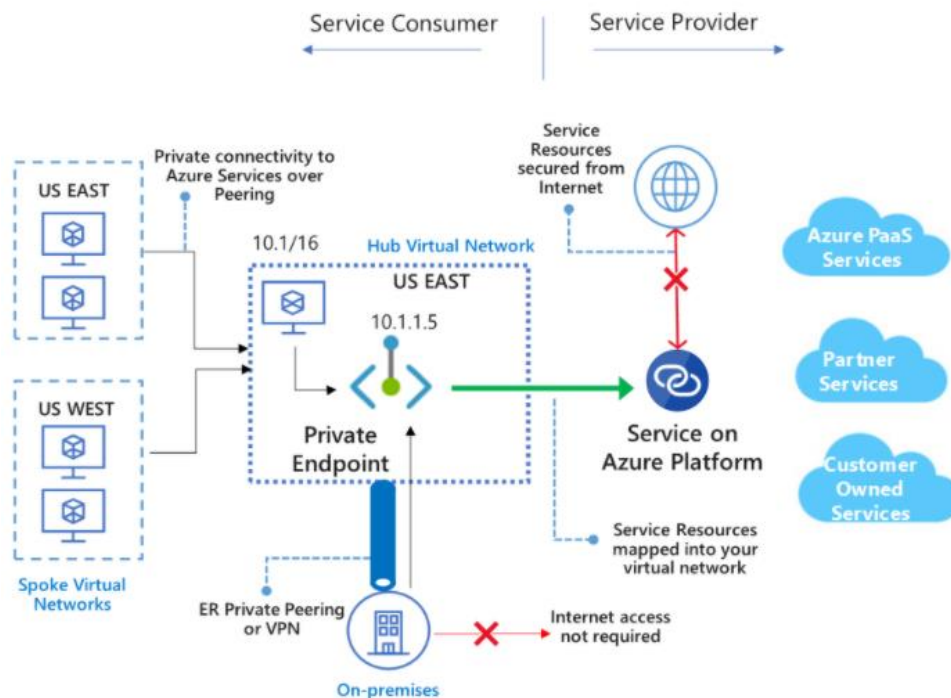 Service Consumer
Service Provider
Private connectivity to
Azure Services over
Peering
Service
Resources
secured from
Internet
US EAST
10.1/16
Hub Virtual Network
US EAST
10.1.1.5
Azure PaaS
Services
Partner
Services
US WEST
Private
Endpoint
Service on
Azure Platform
Customer
Owned
Services
Spoke Virtual
Networks
ER Private Peering
or VPN
Service Resources
mapped into your
virtual network
Internet access
not required
On-premises